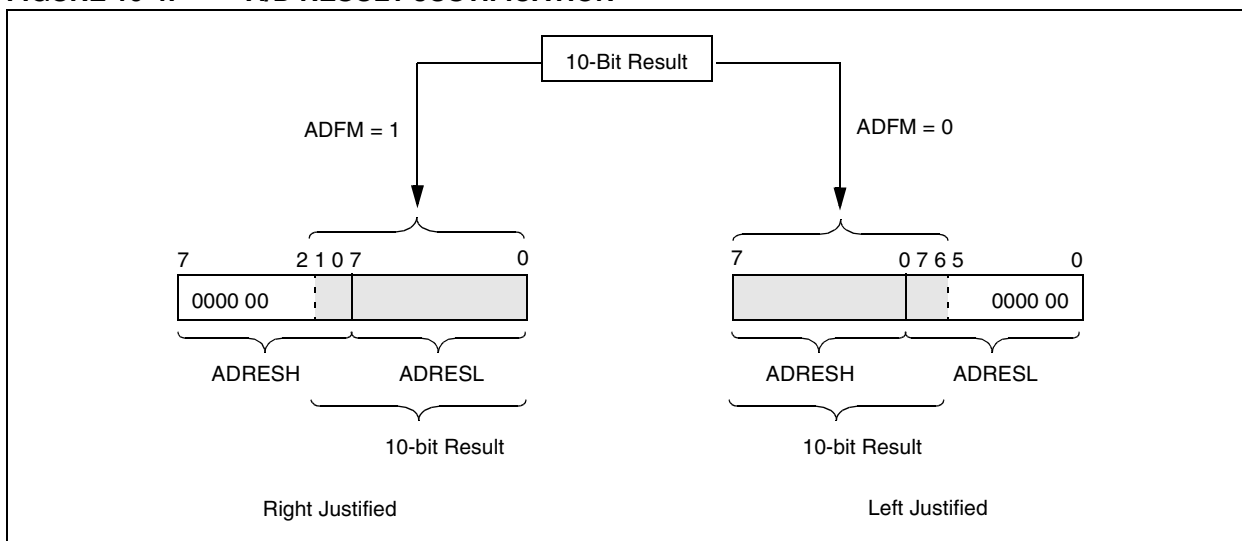 10-Bit Result
ADFM = 1
ADFM = 0
7 2 1 0 7 0
7 0 7 6 5 0
0000 00
0000 00
ADRESH ADRESL
ADRESH ADRESL
10-bit Result
10-bit Result
Right Justified
Left Justified